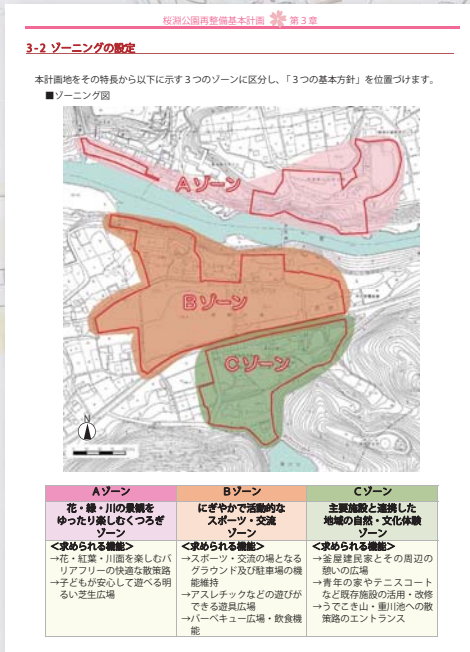 桜淵公園再整備基本計画 第3章
3-2 ゾーニングの設定
本計画地をその特長から以下に示す3つのゾーンに区分し、「3つの基本方針」を位置づけます。
■ゾーニング図
Aゾーン
Bゾーン
Cゾーン
N
Aゾーン
花・緑・川の景観を
ゆったり楽しむくつろぎ
ゾーン
<求められる機能>
→花・紅葉・川面を楽しむバ
リアフリーの快適な散策路
→子どもが安心して遊べる明
るい芝生広場
Bゾーン
にぎやかで活動的な
スポーツ・交流
ゾーン
<求められる機能>
→スポーツ・交流の場となる
グラウンド及び駐車場の機
能維持
→アスレチックなどの遊びが
できる遊具広場
→バーベキュー広場・飲食機
能
Cゾーン
主要施設と連携した
地域の自然・文化体験
ゾーン
<求められる機能>
→釜屋建民家とその周辺の
憩いの広場
→青年の家やテニスコート
など既存施設の活用・改修
→うでこき山・重川池への散
策路のエントランス